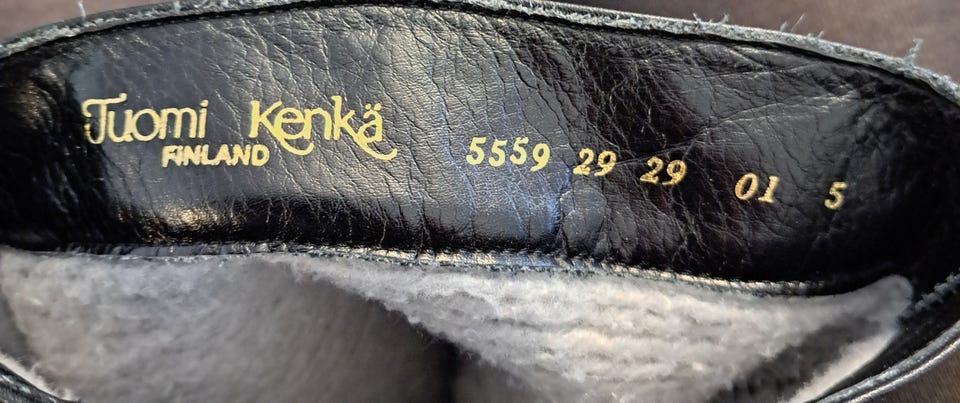 Tuomi Kenkä
FINLAND
5559 29 29 01 5